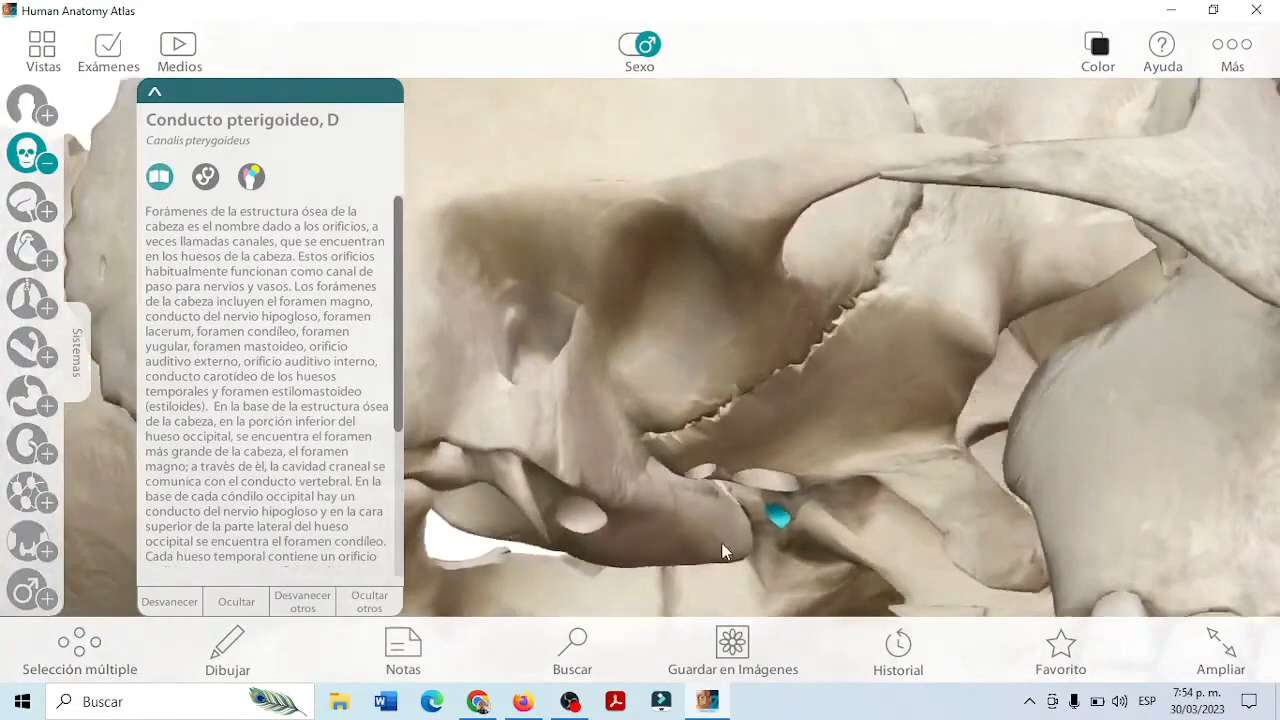 Human Anatomy Atlas
Vistas
Exámenes
Medios
Sexo
Color
Ayuda
Más
Sistemas
Conducto pterigoideo, D
Canalis pterygoideus
Forámenes de la estructura ósea de la
cabeza es el nombre dado a los orificios, a
veces llamadas canales, que se encuentran
en los huesos de la cabeza. Estos orificios
habitualmente funcionan como canal de
paso para nervios y vasos. Los forámenes
de la cabeza incluyen el foramen magno,
conducto del nervio hipogloso, foramen
lacerum, foramen condíleo, foramen
yugular, foramen mastoideo, orificio
auditivo externo, orificio auditivo interno,
conducto carotídeo de los huesos
temporales y foramen estilomastoideo
(estiloides).  En la base de la estructura ósea
de la cabeza, en la porción inferior del
hueso occipital, se encuentra el foramen
más grande de la cabeza, el foramen
magno; a través de él, la cavidad craneal se
comunica con el conducto vertebral. En la
base de cada cóndilo occipital hay un
conducto del nervio hipogloso y en la cara
superior de la parte lateral del hueso
occipital se encuentra el foramen condíleo.
Cada hueso temporal contiene un orificio
Desvanecer
Ocultar
Desvanecer
otros
Ocultar
otros
Selección múltiple
Dibujar
Notas
Buscar
Guardar en Imágenes
Historial
Favorito
Ampliar
Buscar
ESP
7:54 p. m.
30/03/2023